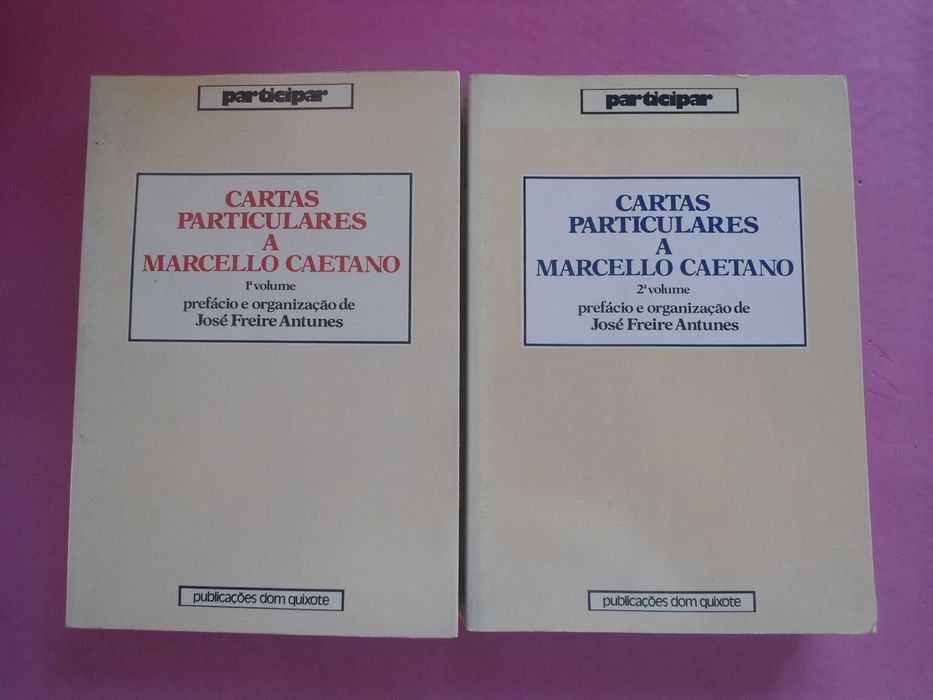 participar
CARTAS
PARTICULARES
A
MARCELLO CAETANO
1º volume
prefácio e organização de
José Freire Antunes
publicações dom quixote
participar
CARTAS
PARTICULARES
A
MARCELLO CAETANO
2º volume
prefácio e organização de
José Freire Antunes
publicações dom quixote